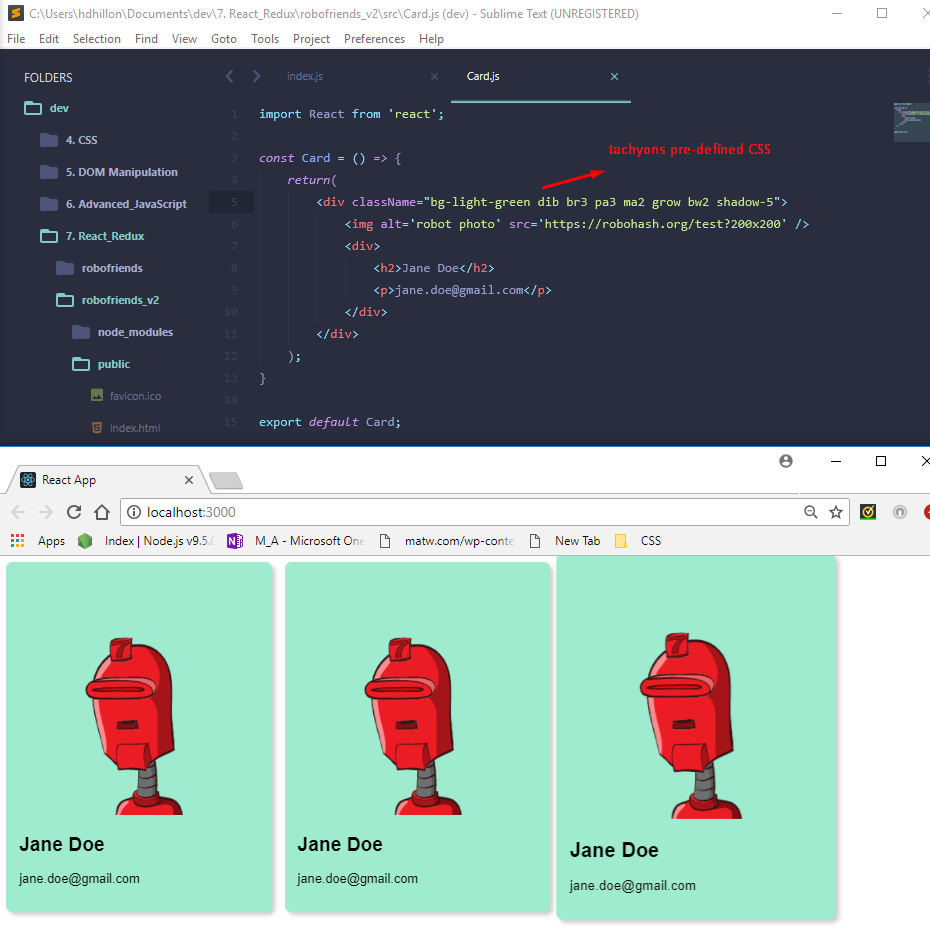 C:\Users\hdhillon\Documents\dev\7. React_Redux\robofriends_v2\src\Card.js (dev) - Sublime Text (UNREGISTERED)
File Edit Selection Find View Goto Tools Project Preferences Help
FOLDERS
dev
4. CSS
5. DOM Manipulation
6. Advanced_JavaScript
7. React_Redux
robofriends
robofriends_v2
node_modules
public
favicon.ico
index.html
index.js
Card.js
1 import React from 'react';
2
3 const Card = () => {
4 return(
5 <div className="bg-light-green dib br3 pa3 ma2 grow bw2 shadow-5">
6 <img alt='robot photo' src='https://robohash.org/test?200x200' />
7 <div>
8 <h2>Jane Doe</h2>
9 <p>jane.doe@gmail.com</p>
10 </div>
11 </div>
12 );
13 }
14
15 export default Card;
tachyons pre-defined CSS
React App
localhost:3000
Apps Index | Node.js v9.5.0 M_A - Microsoft One matw.com/wp-conte New Tab CSS
7
Jane Doe
jane.doe@gmail.com
7
Jane Doe
jane.doe@gmail.com
7
Jane Doe
jane.doe@gmail.com